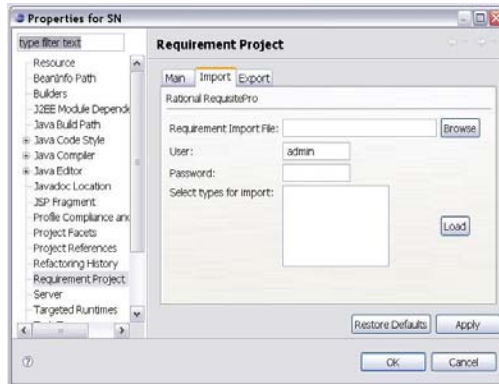 Properties for SN
type filter text
Resource
BeanInfo Path
Builders
J2EE Module Depende
Java Build Path
Java Code Style
Java Compiler
Java Editor
Javadoc Location
JSP Fragment
Profile Compliance and
Project Facets
Project References
Refactoring History
Requirement Project
Server
Targeted Runtimes
Requirement Project
Main Import Export
Rational RequisitePro
Requirement Import File: Browse
User: admin
Password:
Select types for import:
Load
Restore Defaults Apply
OK Cancel